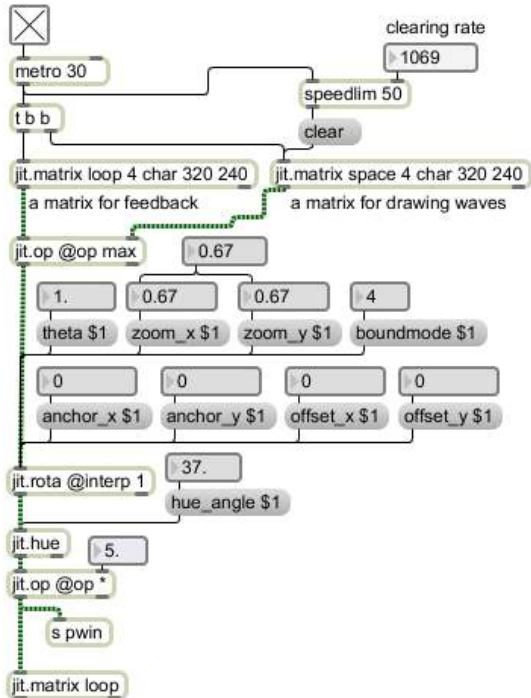 clearing rate
metro 30
1069
speedlim 50
t b b
clear
jit.matrix loop 4 char 320 240
jit.matrix space 4 char 320 240
a matrix for feedback
a matrix for drawing waves
jit.op @op max
0.67
1.
0.67
0.67
4
theta $1
zoom_x $1
zoom_y $1
boundmode $1
0
0
0
0
anchor_x $1
anchor_y $1
offset_x $1
offset_y $1
37.
jit.rota @interp 1
hue_angle $1
jit.hue
5.
jit.op @op *
s pwin
jit.matrix loop